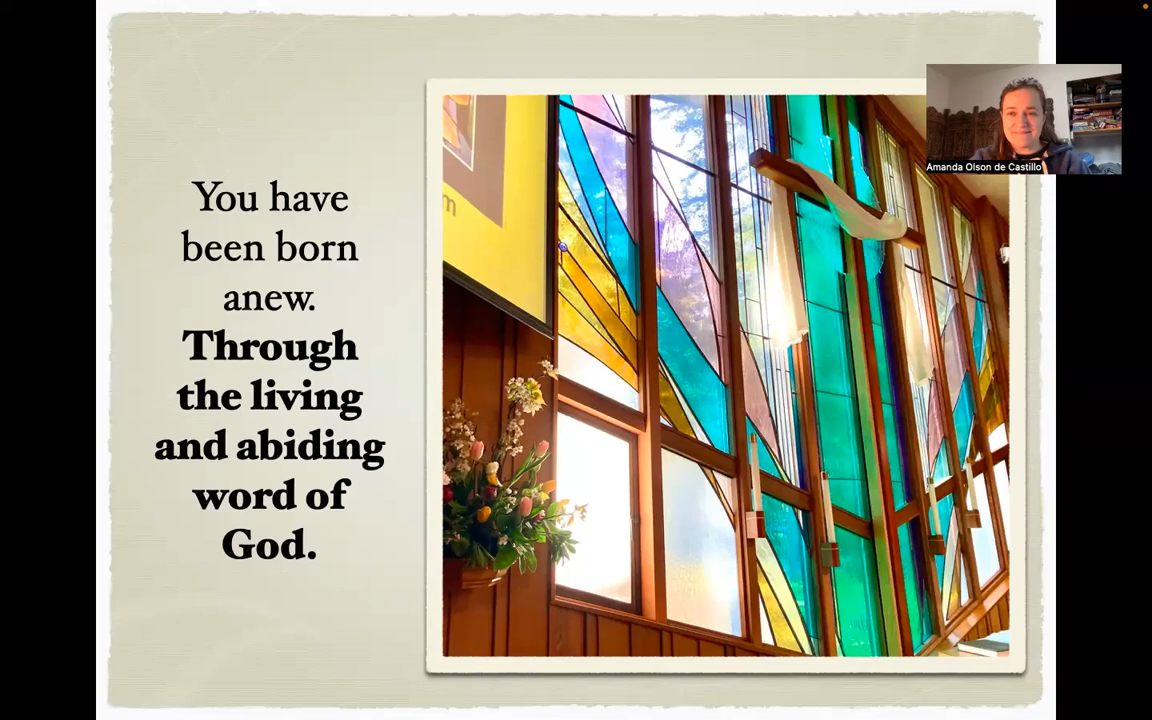 You have
been born
anew.
Through
the living
and abiding
word of
God.
m
Amanda Olson de Castillo